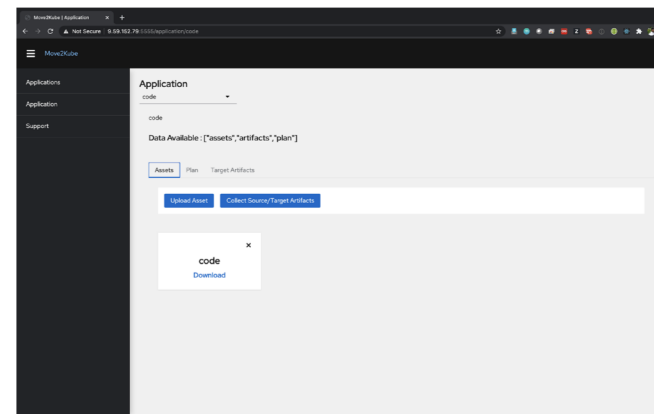 Move2Kube | Application
Not Secure 9.59.152.79:5555/application/code
Move2Kube
Applications
Application
Support
Application
code
code
Data Available : ["assets","artifacts","plan"]
Assets Plan Target Artifacts
Upload Asset Collect Source/Target Artifacts
code
Download